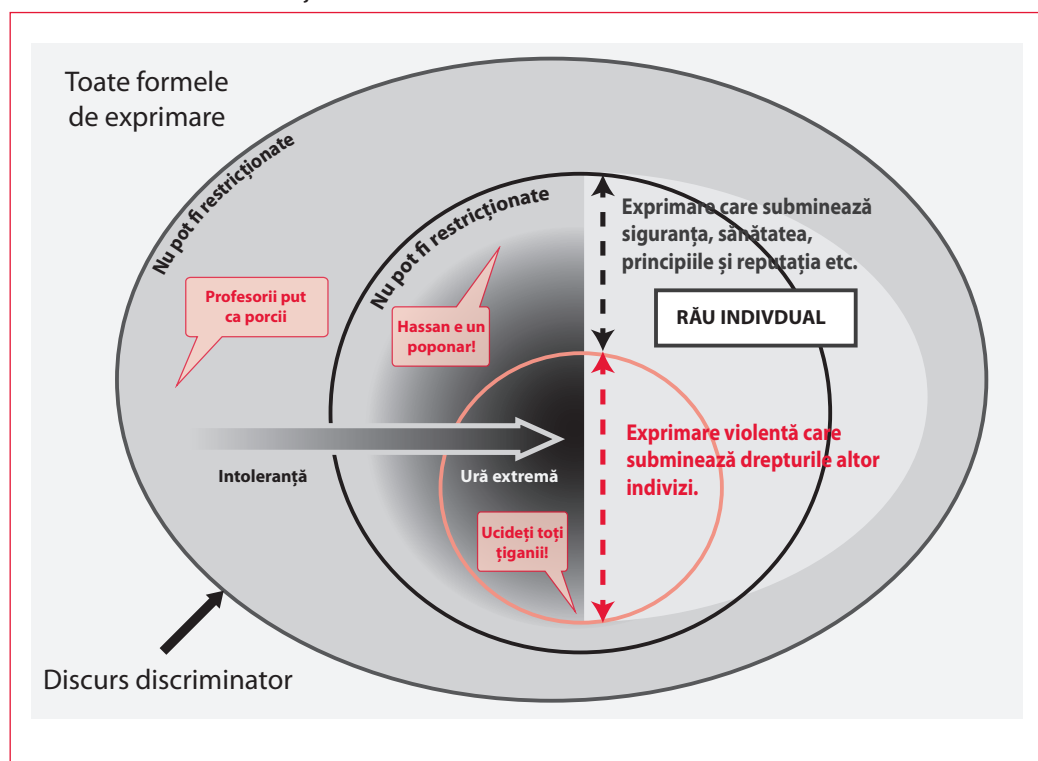 Toate formele
de exprimare
Nu pot fi restricționate
Nu pot fi restricționate
Exprimare care subminează
siguranța, sănătatea,
principiile și reputația etc.
Profesorii put
ca porcii
Hassan e un
poponar!
RĂU INDIVDUAL
Exprimare violentă care
subminează drepturile altor
indivizi.
Intoleranță
Ură extremă
Ucideți toți
țiganii!
Discurs discriminator